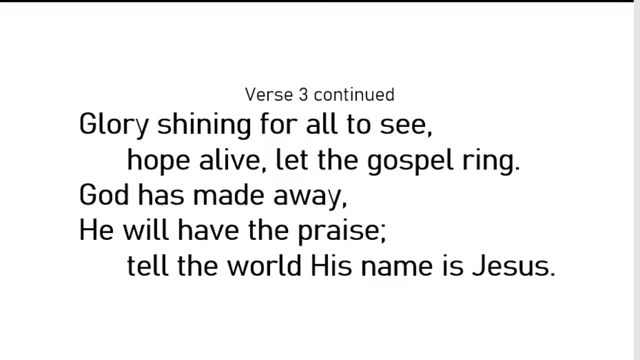 Verse 3 continued
Glory shining for all to see,
hope alive, let the gospel ring.
God has made away,
He will have the praise;
tell the world His name is Jesus.